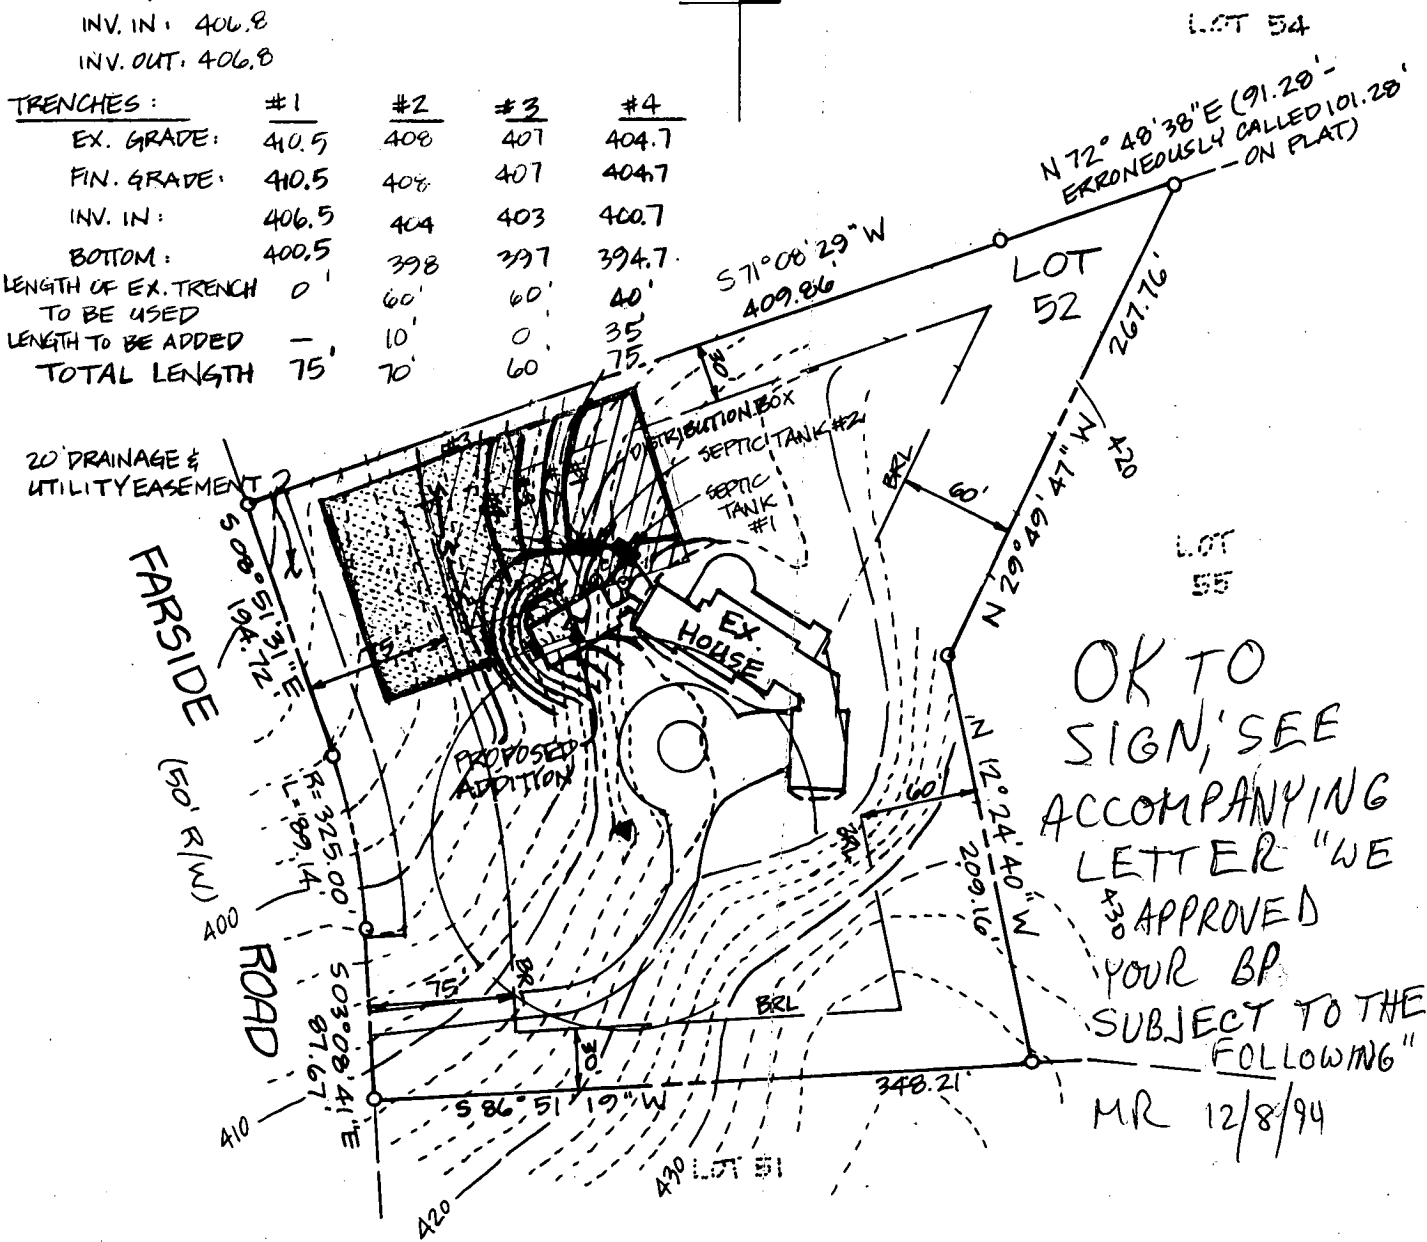 INV. IN: 406.8
INV. OUT: 406.8
TRENCHES: #1 #2 #3 #4
EX. GRADE: 410.5 408 407 404.7
FIN. GRADE: 410.5 408 407 404.7
INV. IN: 406.5 404 403 400.7
BOTTOM: 400.5 398 397 394.7
LENGTH OF EX. TRENCH 0' 60' 60' 40'
TO BE USED
LENGTH TO BE ADDED — 10' 0 35'
TOTAL LENGTH 75' 70' 60' 75
LOT 54
N 72° 48' 38" E (91.28' -
ERRONEOUSLY CALLED 101.28'
ON PLAT)
S 71° 08' 29" W
409.86'
LOT
52
267.76'
N 29° 49' 47" W
420
30'
DISTRIBUTION BOX
SEPTIC TANK #2
SEPTIC
TANK
#1
BRL
60'
20' DRAINAGE &
UTILITY EASEMENT
S 08° 51' 31" E
194.72'
FARSIDE
(50' R/W)
ROAD
75'
EX.
HOUSE
PROPOSED
ADDITION
R=325.00'
L=89.14'
400
S 03° 08' 41" E
87.67'
75'
BRL
BRL
30'
BRL
60'
N 12° 24' 40" W
209.16
LOT
55
430
S 86° 51' 19" W
348.21'
410
420
430
LOT 51
OK TO
SIGN, SEE
ACCOMPANYING
LETTER "WE
APPROVED
YOUR BP
SUBJECT TO THE
FOLLOWING"
MR 12/8/94